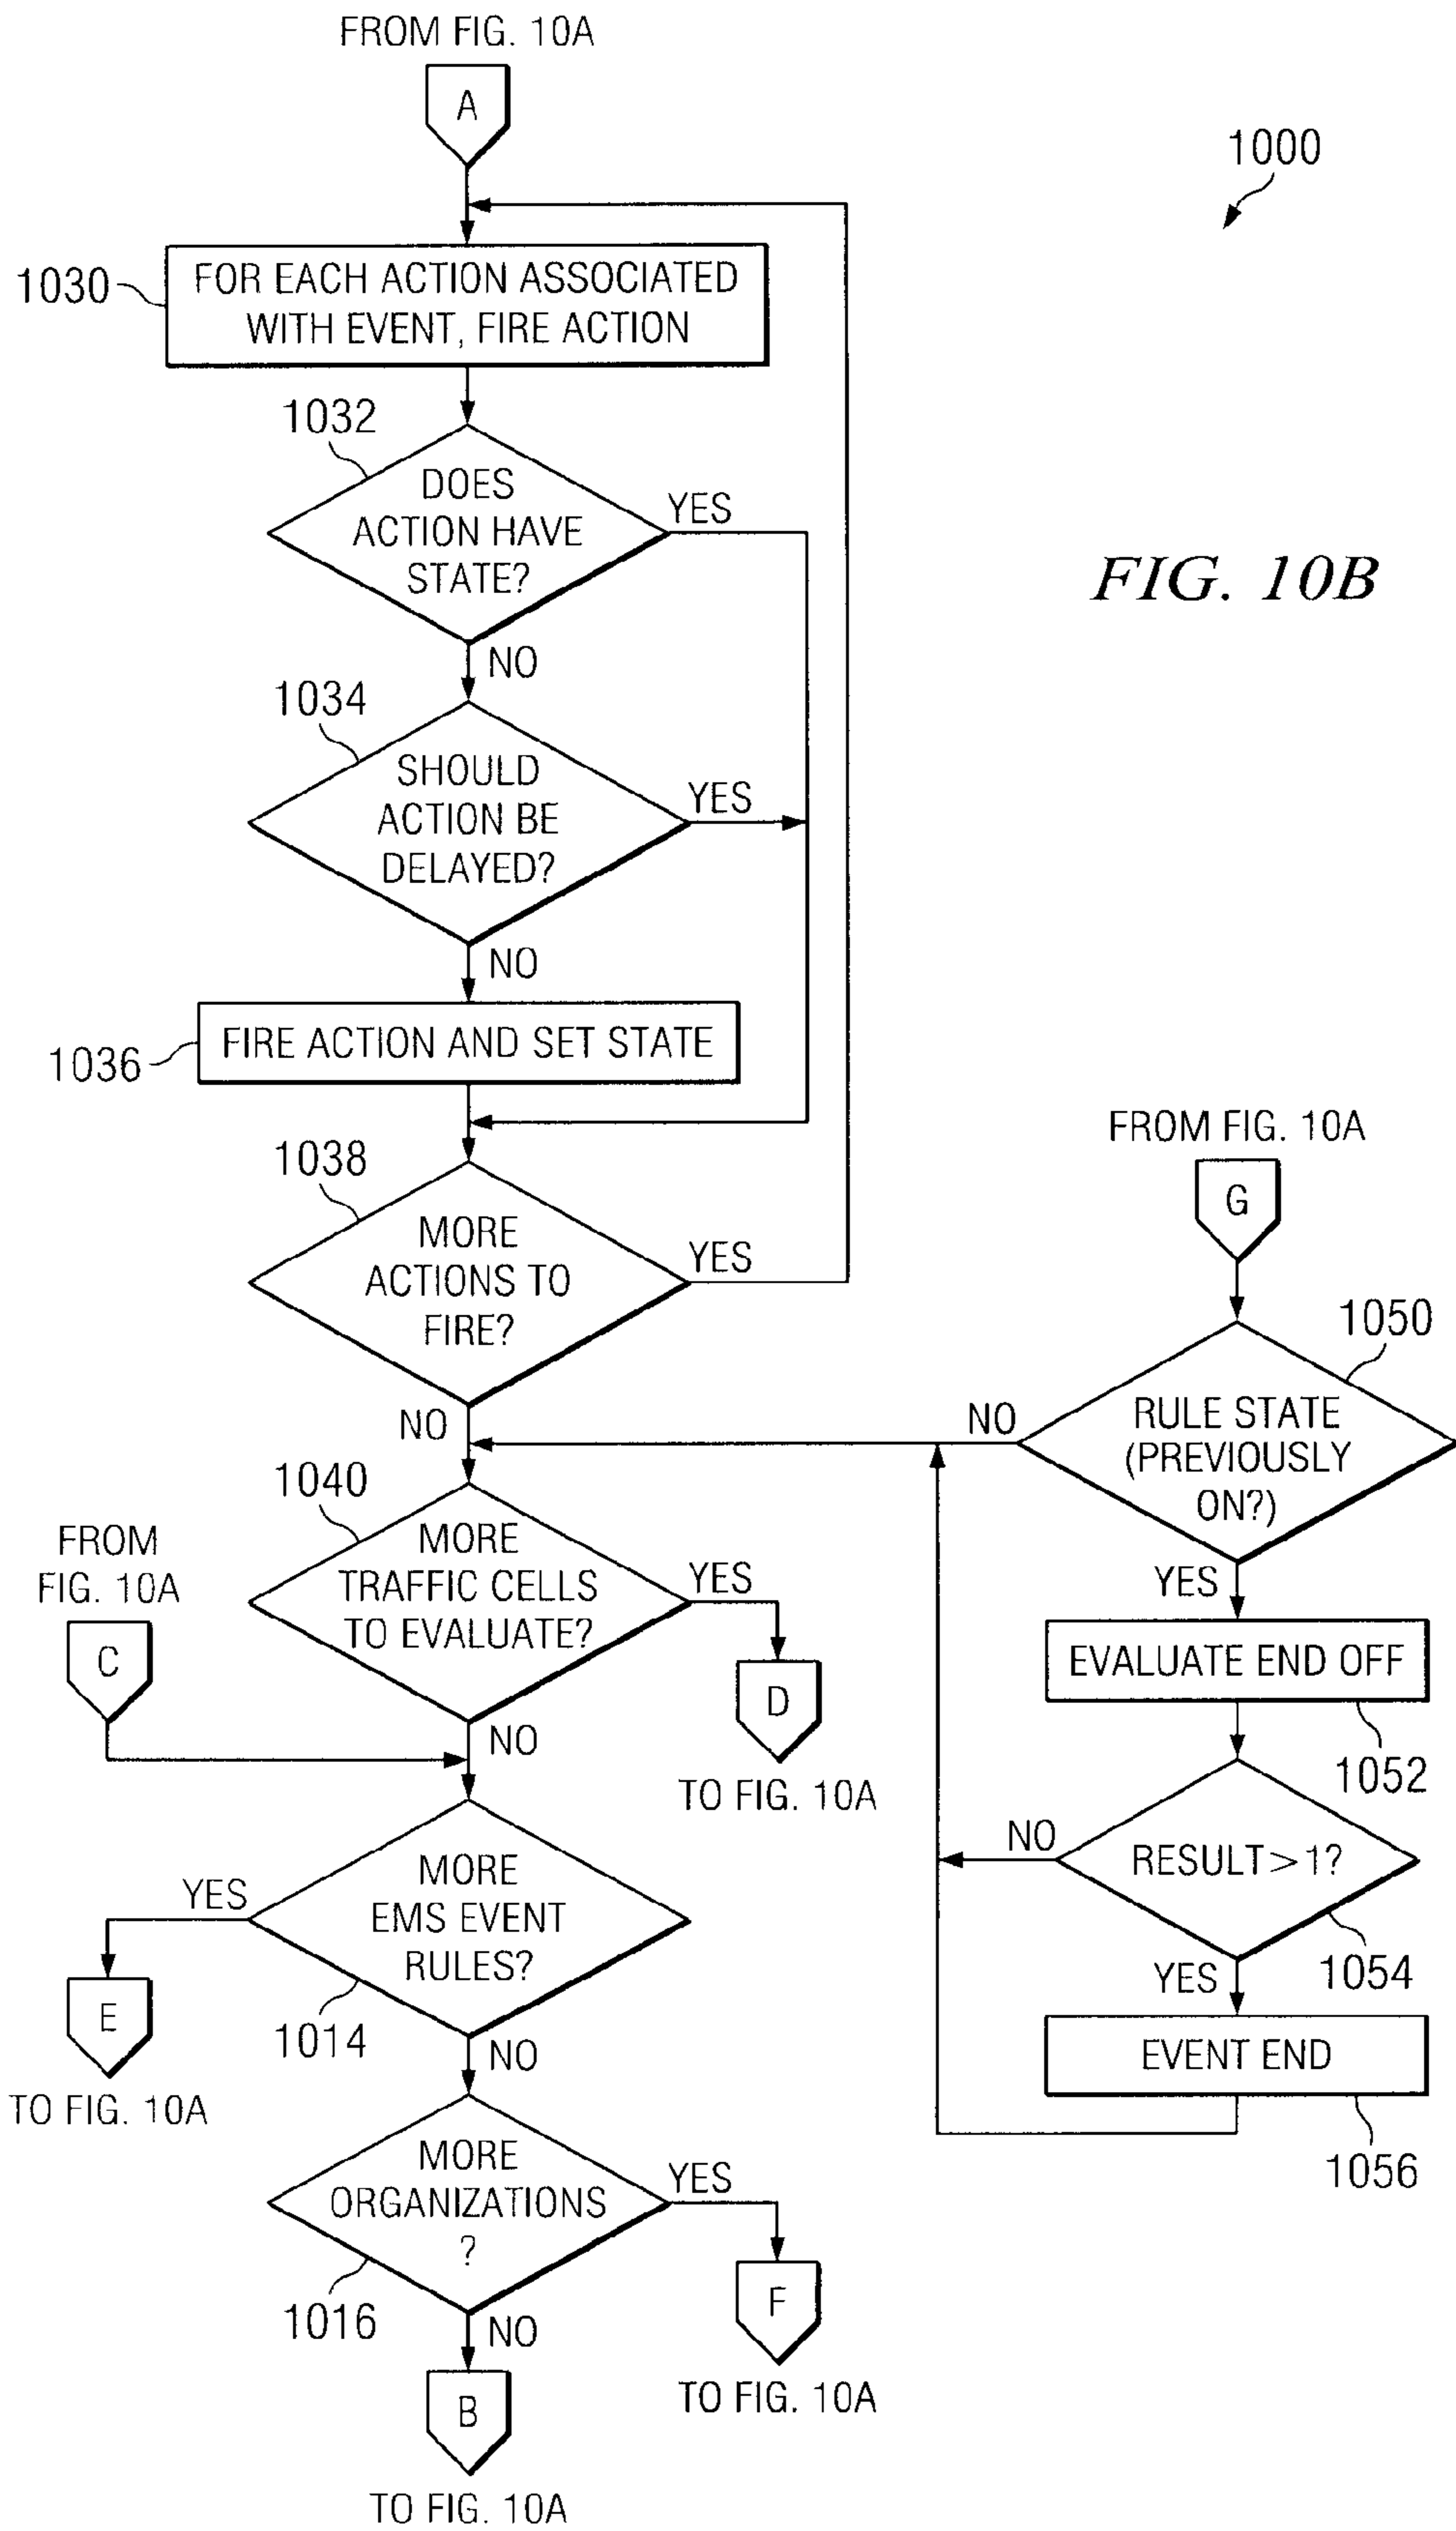 FROM FIG. 10A
A
1000
1030
FOR EACH ACTION ASSOCIATED
WITH EVENT, FIRE ACTION
1032
DOES
ACTION HAVE
STATE?
YES
NO
FIG. 10B
1034
SHOULD
ACTION BE
DELAYED?
YES
NO
1036
FIRE ACTION AND SET STATE
1038
MORE
ACTIONS TO
FIRE?
YES
NO
FROM FIG. 10A
G
1050
RULE STATE
(PREVIOUSLY
ON?)
NO
YES
1040
MORE
TRAFFIC CELLS
TO EVALUATE?
YES
NO
D
TO FIG. 10A
FROM
FIG. 10A
C
EVALUATE END OFF
1052
RESULT>1?
NO
1054
YES
EVENT END
1056
MORE
EMS EVENT
RULES?
YES
1014
NO
E
TO FIG. 10A
MORE
ORGANIZATIONS
?
YES
1016
NO
F
TO FIG. 10A
B
TO FIG. 10A